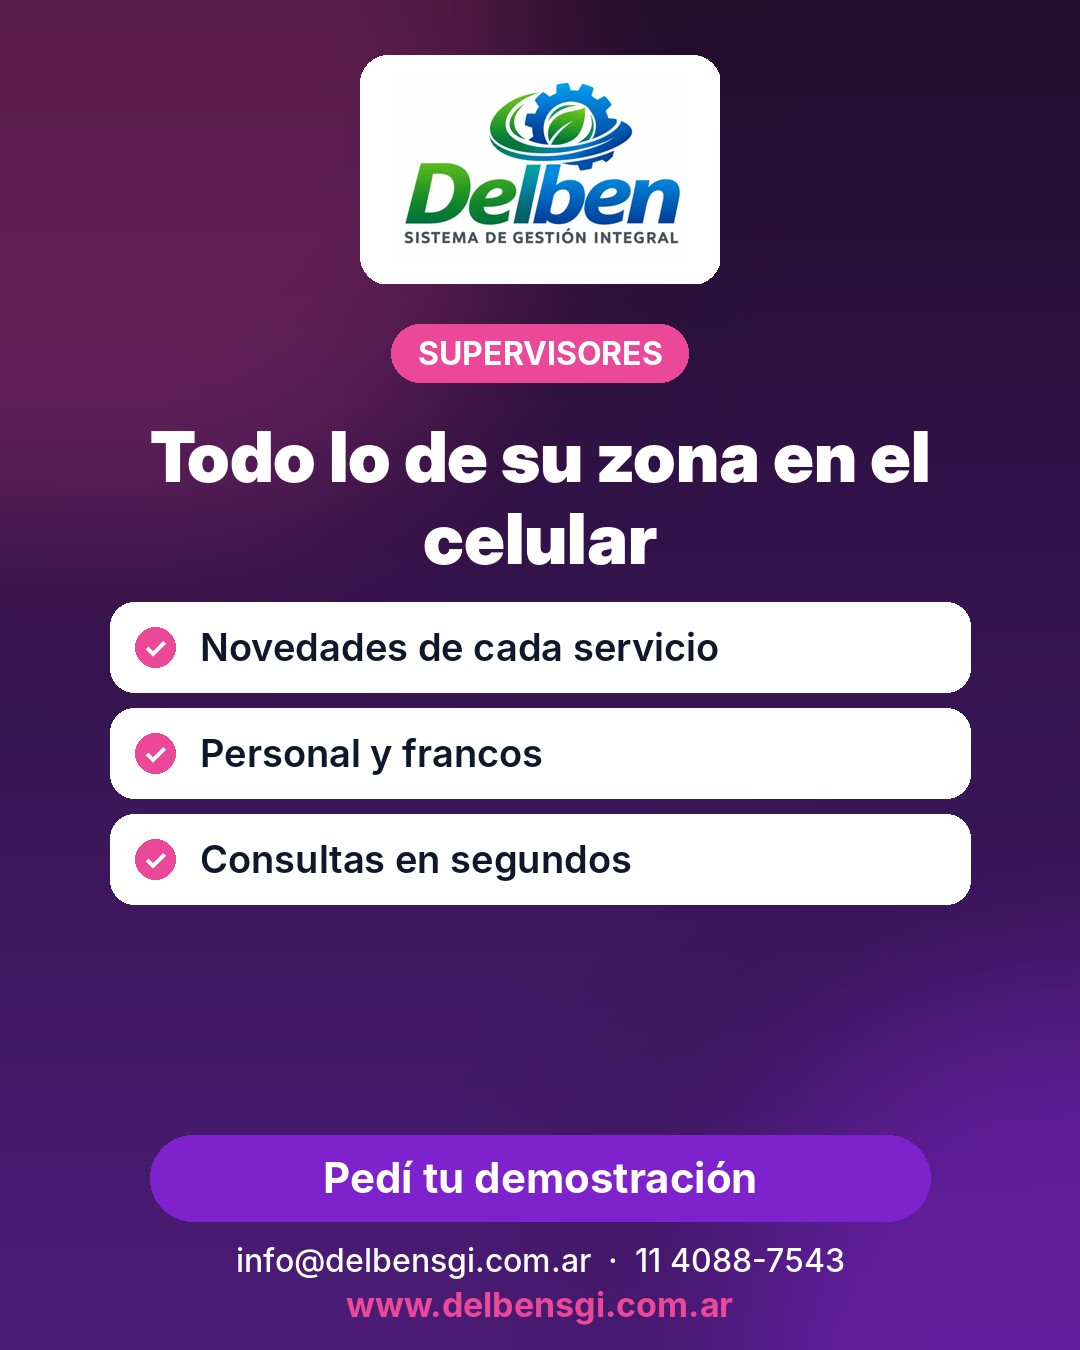 Delben
SISTEMA DE GESTIÓN INTEGRAL
SUPERVISORES
Todo lo de su zona en el
celular
Novedades de cada servicio
Personal y francos
Consultas en segundos
Pedí tu demostración
info@delbensgi.com.ar · 11 4088-7543
www.delbensgi.com.ar